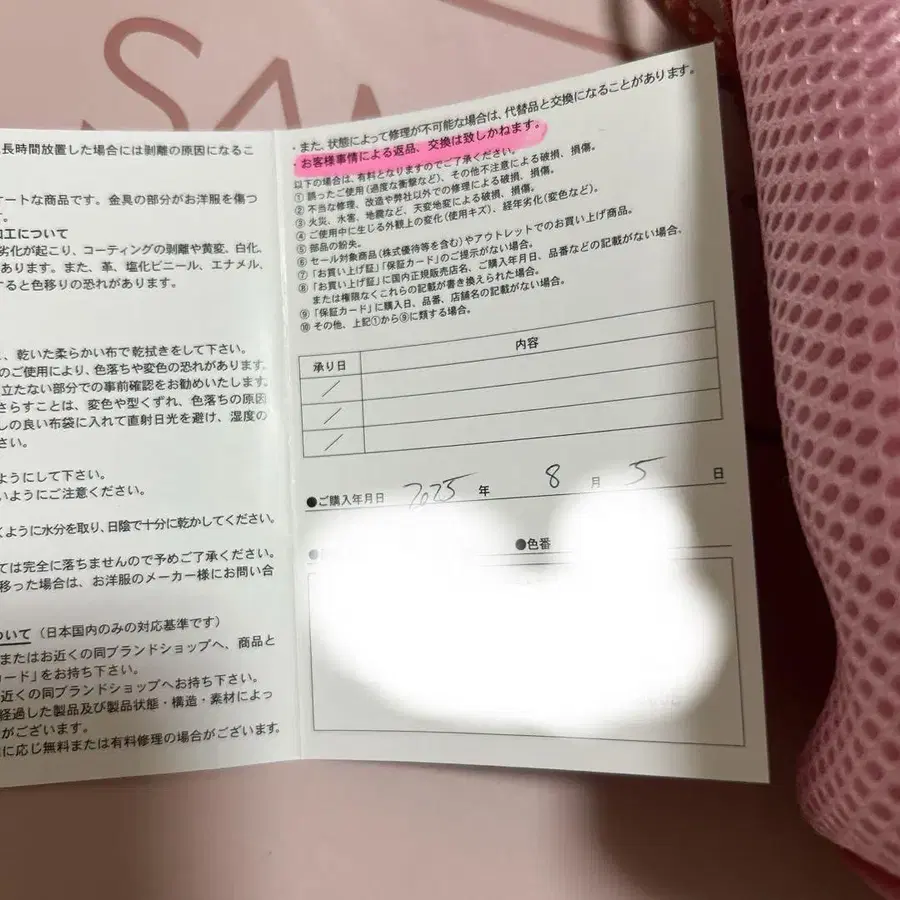 SAM
長時間放置した場合には剥離の原因になるこ
ートな商品です。金具の部分がお洋服を傷つ
す。
加工について
劣化が起こり、コーティングの剥離や黄変、白化、
あります。また、革、塩化ビニール、エナメル、
すると色移りの恐れがあります。
、乾いた柔らかい布で乾拭きをして下さい。
のご使用により、色落ちや変色の恐れがあります。
立たない部分での事前確認をお勧めいたします。
さらすことは、変色や型くずれ、色落ちの原因
しの良い布袋に入れて直射日光を避け、湿度の
さい。
ようにして下さい。
いようにご注意ください。
くように水分を取り、日陰で十分に乾かしてください。
ては完全に落ちませんので予めご了承ください。
移った場合は、お洋服のメーカー様にお問い合
ついて（日本国内のみの対応基準です）
またはお近くの同ブランドショップへ、商品と
カード」をお持ち下さい。
近くの同ブランドショップへお持ち下さい。
経過した製品及び製品状態・構造・素材によっ
がございます。
に応じ無料または有料修理の場合がございます。
・また、状態によって修理が不可能な場合は、代替品と交換になることがあります。
・お客様事情による返品、交換は致しかねます。
以下の場合は、有料となりますのでご了承ください。
①誤ったご使用（過度な衝撃など）、その他不注意による破損、損傷。
②不当な修理、改造や弊社以外での修理による破損、損傷。
③火災、水害、地震など、天変地変による破損、損傷。
④ご使用中に生じる外観上の変化（使用キズ）、経年劣化（変色など）。
⑤部品の紛失。
⑥セール対象商品（株式優待等を含む）やアウトレットでのお買い上げ商品。
⑦「お買い上げ証」「保証カード」のご提示がない場合。
⑧「お買い上げ証」に国内正規販売店名、ご購入年月日、品番などの記載がない場合、
または権限なくこれらの記載が書き換えられた場合。
⑨「保証カード」に購入日、品番、店舗名の記載がない場合。
⑩その他、上記①から⑨に類する場合。
承り日 内容
／
／
／
●ご購入年月日 2025 年 8 月 5 日
●色番